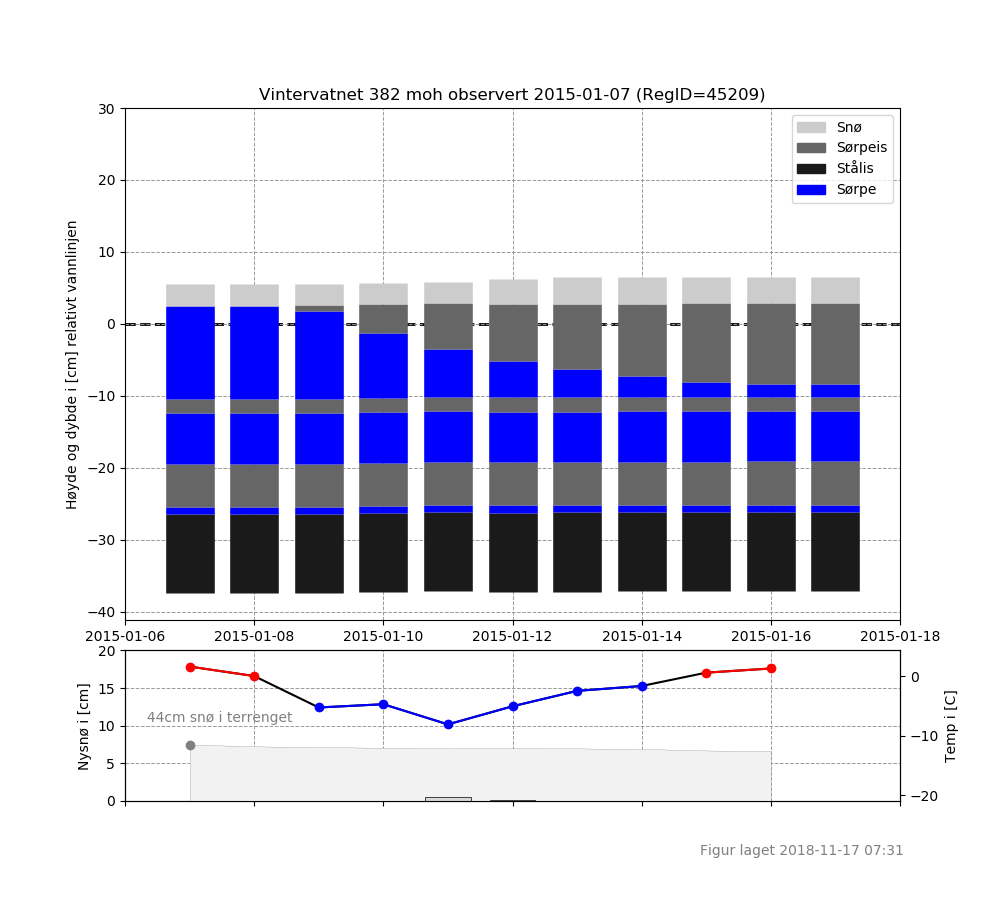 Vintervatnet 382 moh observert 2015-01-07 (RegID=45209)
30
20
10
0
−10
−20
−30
−40
Høyde og dybde i [cm] relativt vannlinjen
Snø
Sørpeis
Stålis
Sørpe
2015-01-06 2015-01-08 2015-01-10 2015-01-12 2015-01-14 2015-01-16 2015-01-18
20
15
10
5
0
Nysnø i [cm]
44cm snø i terrenget
0
−10
−20
Temp i [C]
Figur laget 2018-11-17 07:31